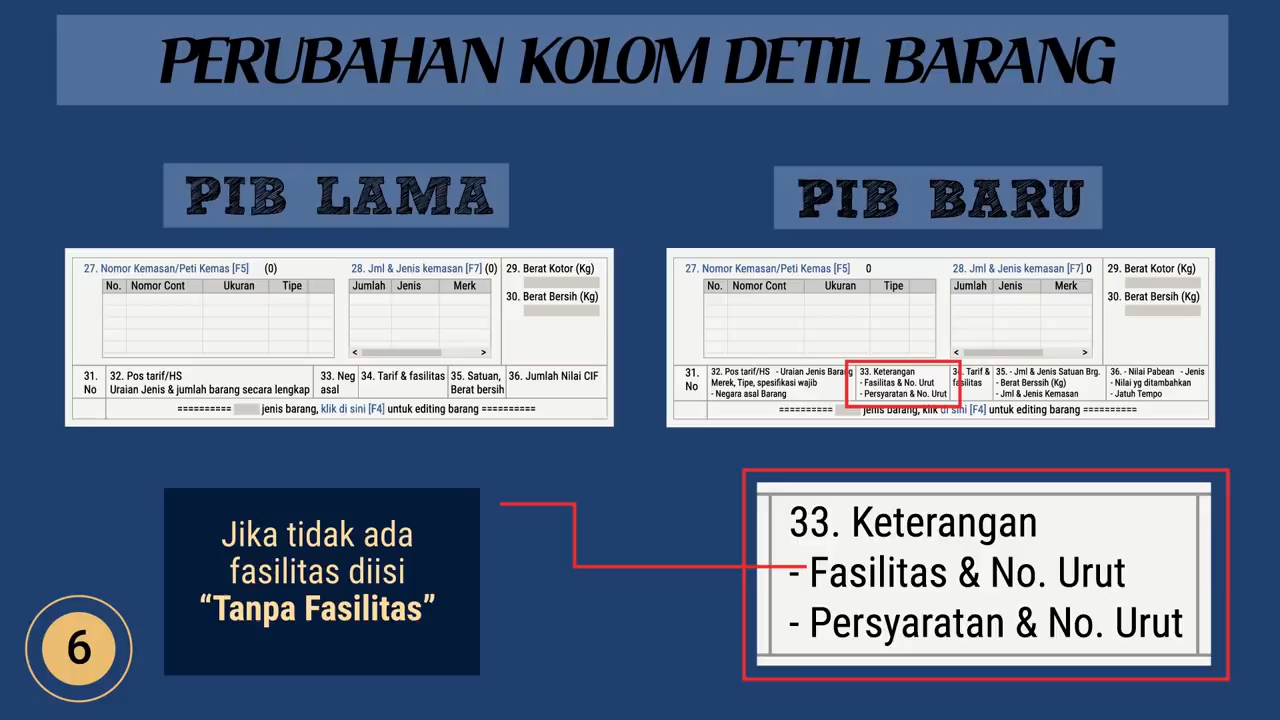 PERUBAHAN KOLOM DETIL BARANG
PIB LAMA
27. Nomor Kemasan/Peti Kemas [F5] (0)
28. Jml & Jenis kemasan [F7] (0)
29. Berat Kotor (Kg)
No. Nomor Cont Ukuran Tipe
Jumlah Jenis Merk
30. Berat Bersih (Kg)
< >
31. No
32. Pos tarif/HS
Uraian Jenis & jumlah barang secara lengkap
33. Neg
asal
34. Tarif & fasilitas
35. Satuan,
Berat bersih
36. Jumlah Nilai CIF
========== jenis barang, klik di sini [F4] untuk editing barang ==========
PIB BARU
27. Nomor Kemasan/Peti Kemas [F5] 0
28. Jml & Jenis kemasan [F7] 0
29. Berat Kotor (Kg)
No. Nomor Cont Ukuran Tipe
Jumlah Jenis Merk
30. Berat Bersih (Kg)
< >
31.
No
32. Pos tarif/HS - Uraian Jenis Barang
Merek, Tipe, spesifikasi wajib
- Negara asal Barang
33. Keterangan
- Fasilitas & No. Urut
- Persyaratan & No. Urut
34. Tarif &
fasilitas
35. - Jml & Jenis Satuan Brg.
- Berat Berssih (Kg)
- Jml & Jenis Kemasan
36. - Nilai Pabean - Jenis
- Nilai yg ditambahkan
- Jatuh Tempo
========== jenis barang, klik di sini [F4] untuk editing barang ==========
Jika tidak ada
fasilitas diisi
“Tanpa Fasilitas”
33. Keterangan
- Fasilitas & No. Urut
- Persyaratan & No. Urut
6